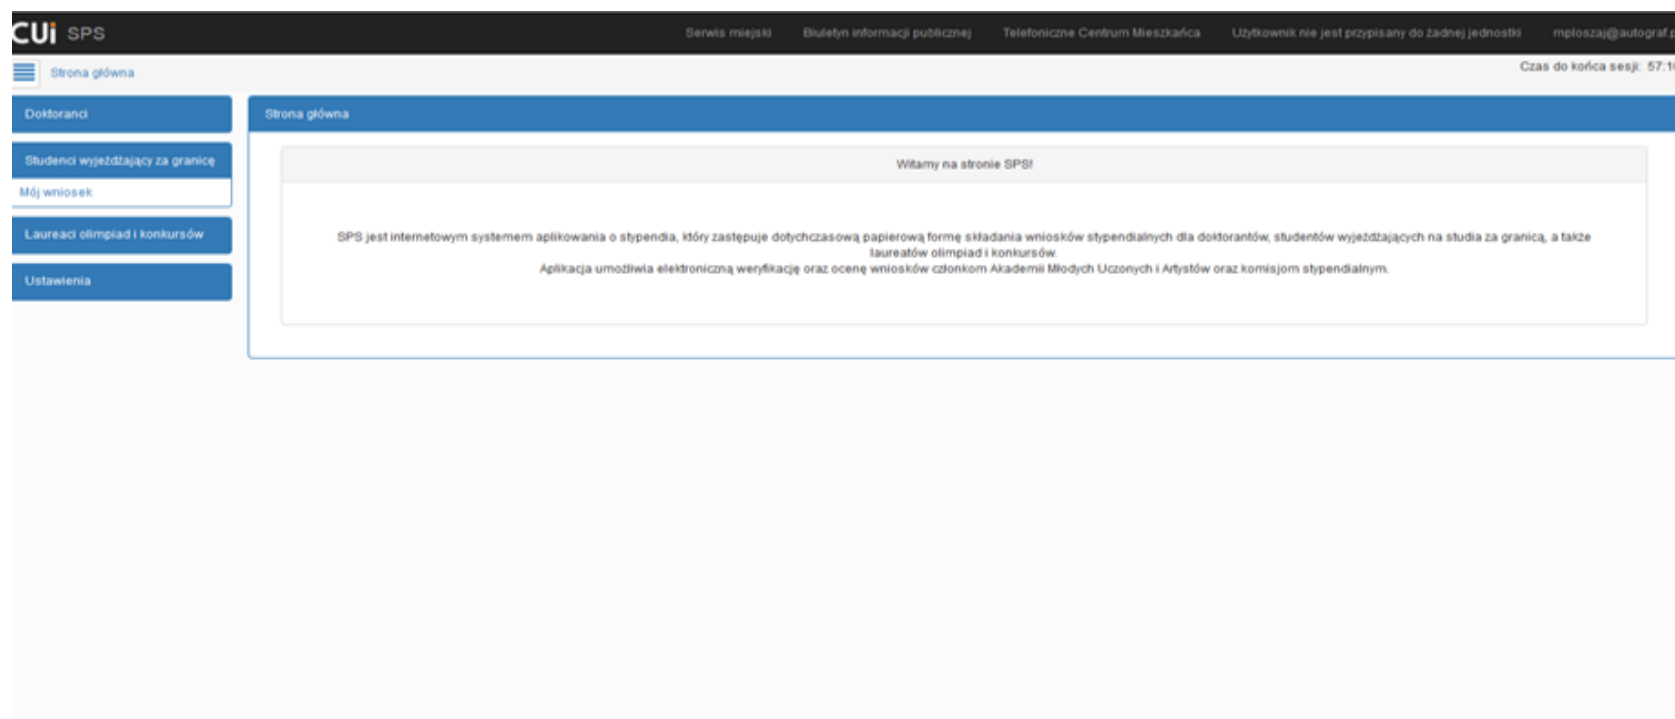 CUi SPS
Serwis miejski Biuletyn informacji publicznej Telefoniczne Centrum Mieszkańca Użytkownik nie jest przypisany do żadnej jednostki mploszaj@autograf.p
Strona główna
Czas do końca sesji: 57:1
Doktoranci
Studenci wyjeżdżający za granicę
Mój wniosek
Laureaci olimpiad i konkursów
Ustawienia
Strona główna
Witamy na stronie SPS!
SPS jest internetowym systemem aplikowania o stypendia, który zastępuje dotychczasową papierową formę składania wniosków stypendialnych dla doktorantów, studentów wyjeżdżających na studia za granicą, a także
laureatów olimpiad i konkursów.
Aplikacja umożliwia elektroniczną weryfikację oraz ocenę wniosków członkom Akademii Młodych Uczonych i Artystów oraz komisjom stypendialnym.